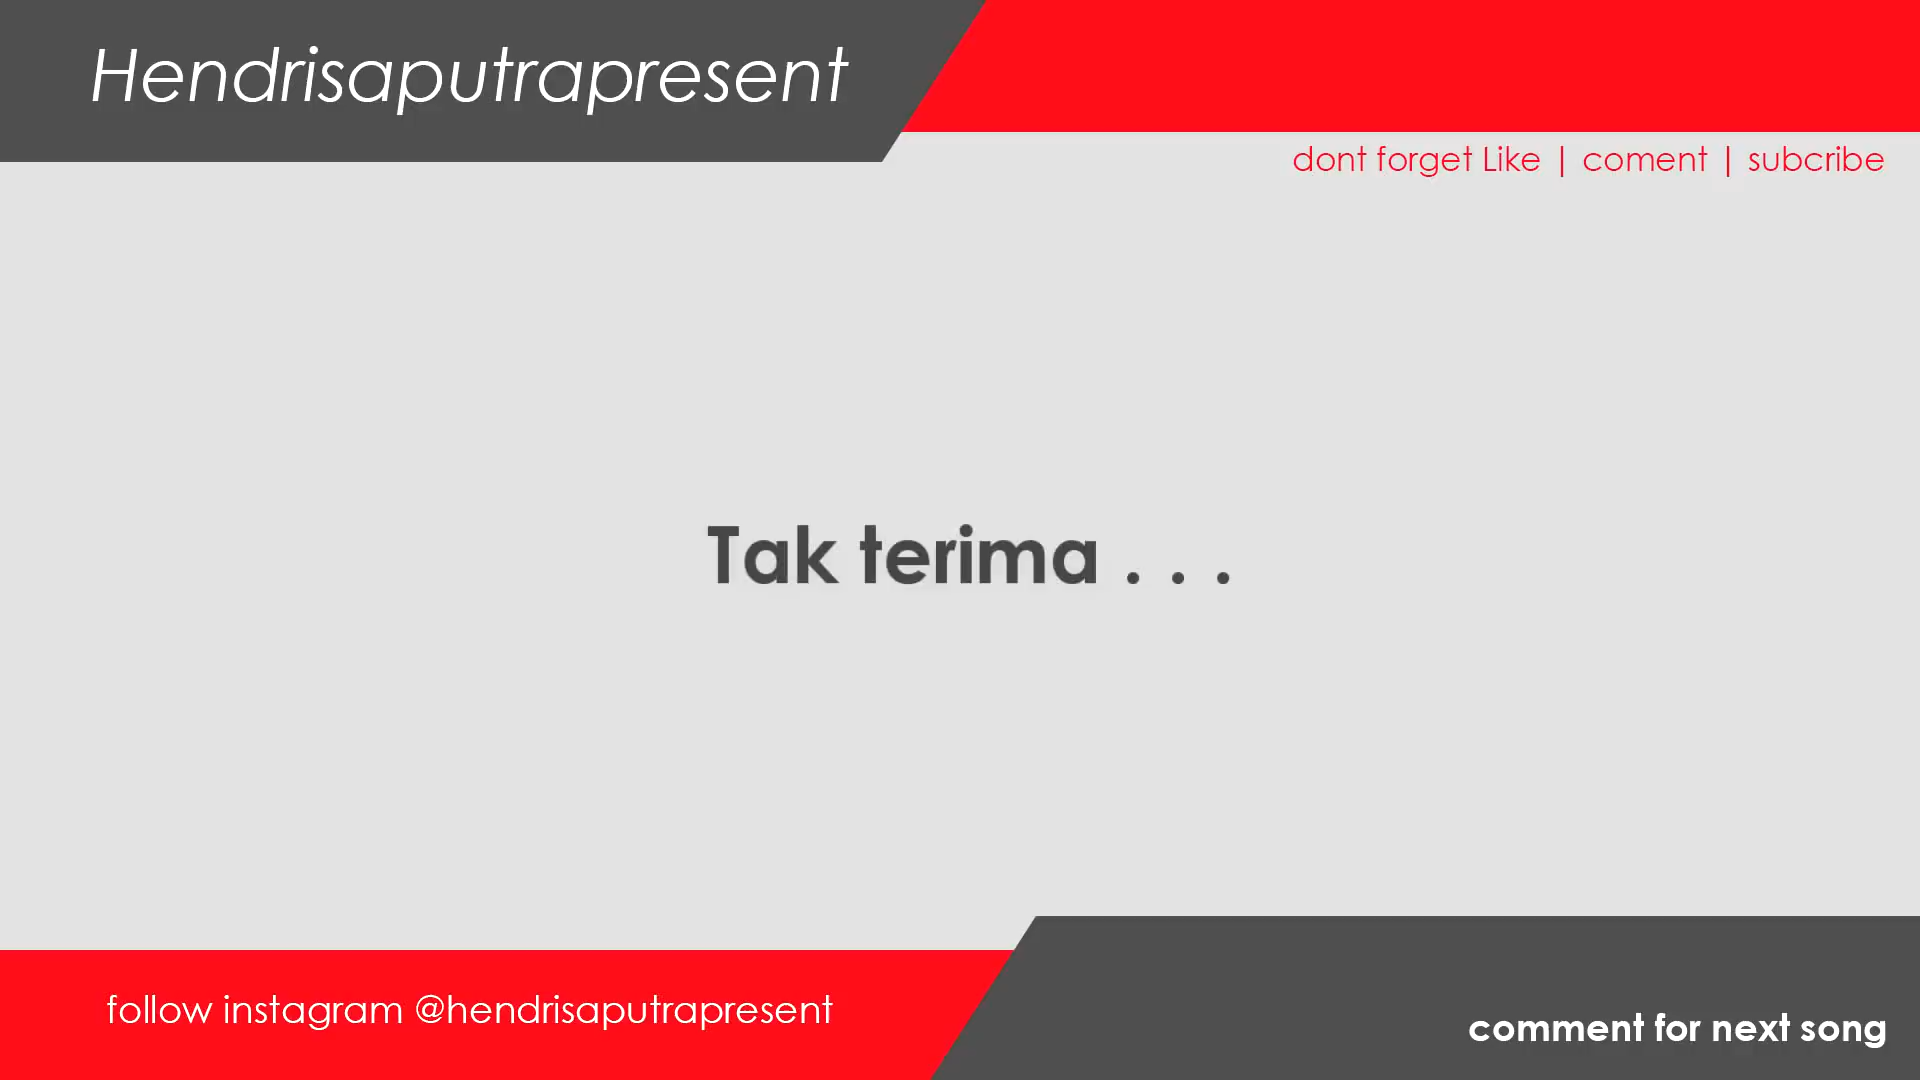 Hendrisaputrapresent
dont forget Like | coment | subcribe
Tak terima . . .
follow instagram @hendrisaputrapresent
comment for next song